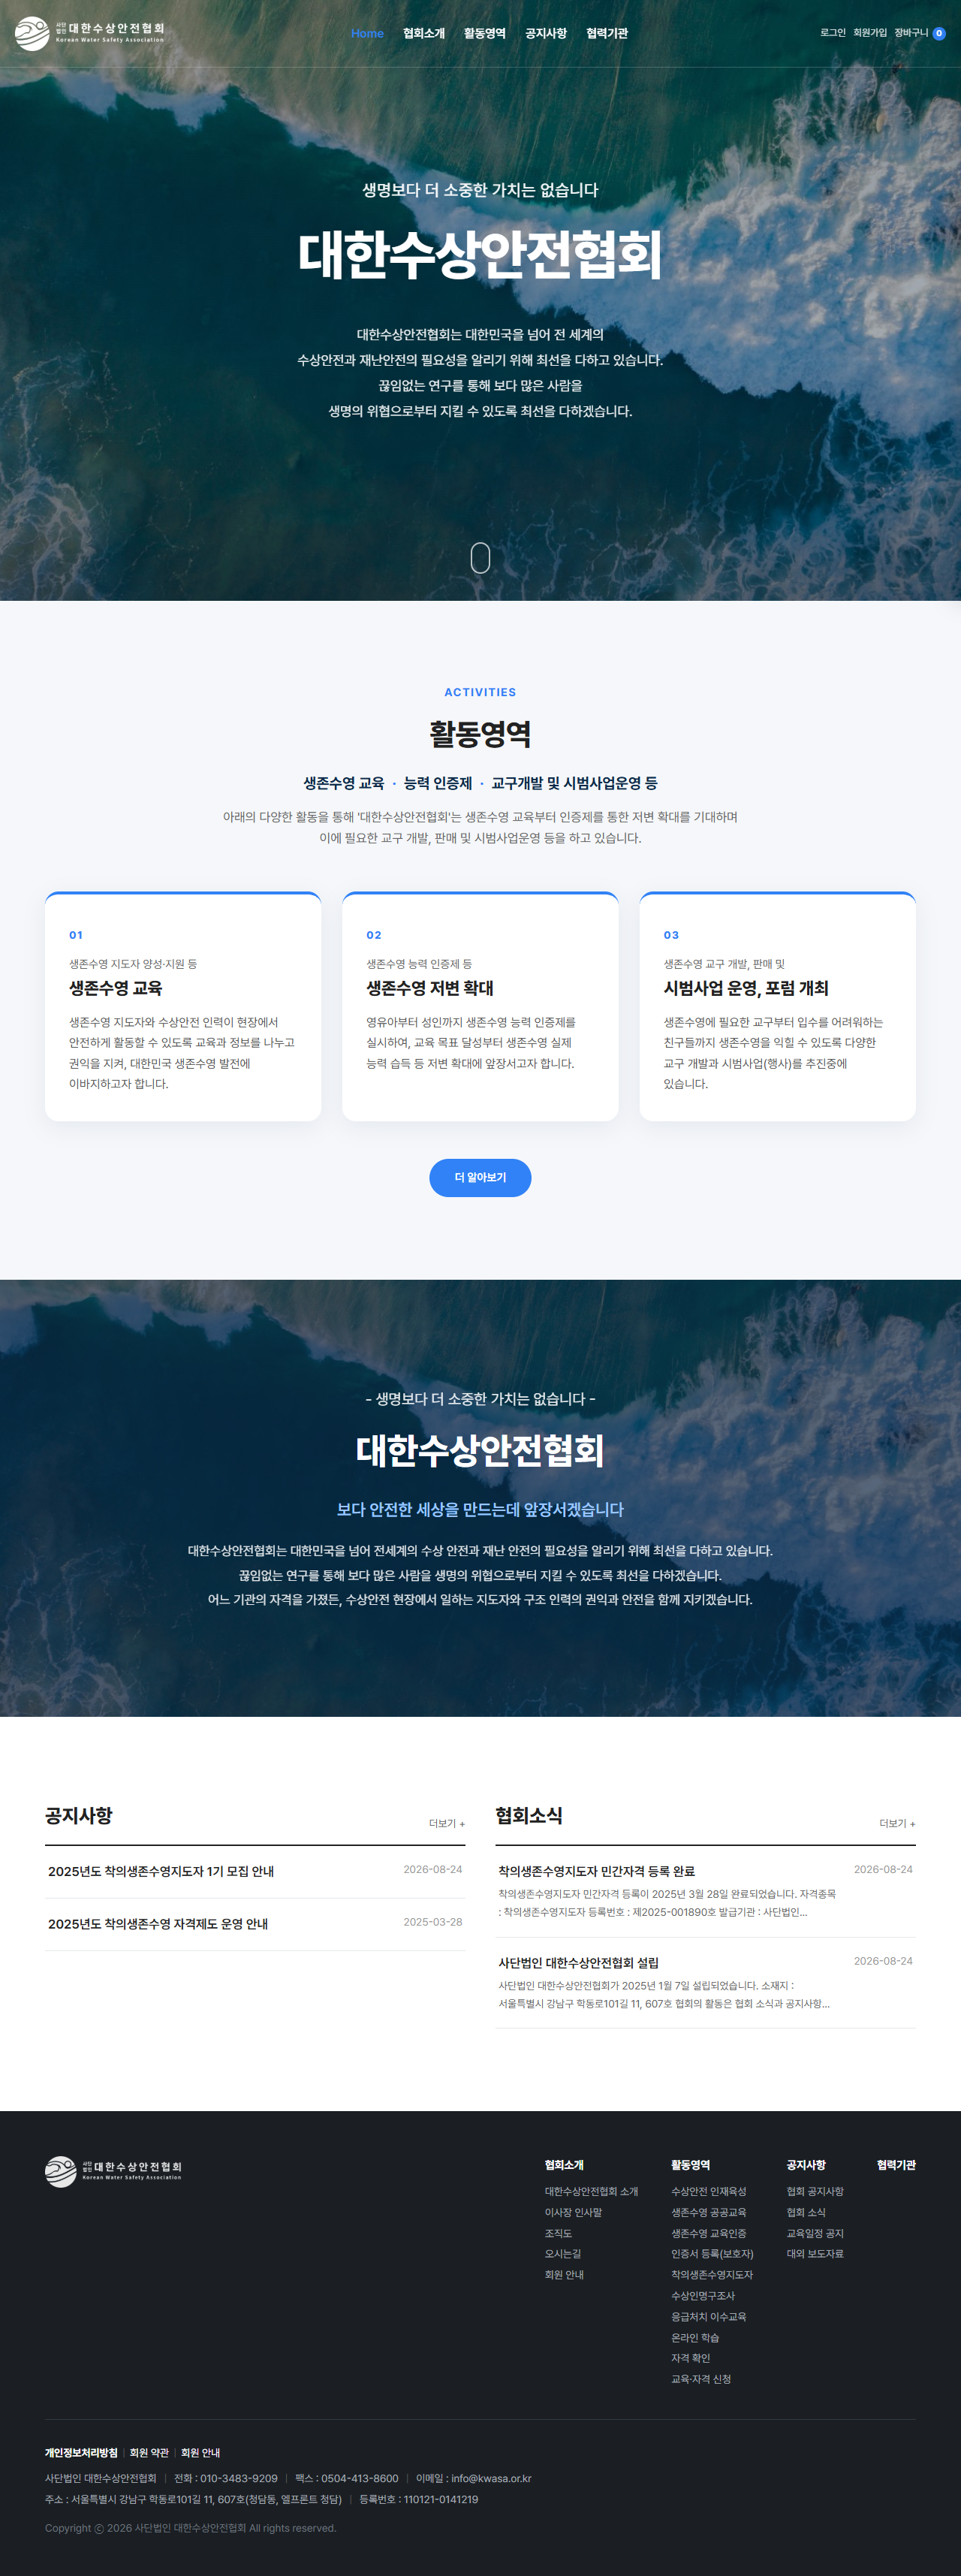 사단법인 대한수상안전협회
Korean Water Safety Association
Home 협회소개 활동영역 공지사항 협력기관
로그인 회원가입 장바구니 0
생명보다 더 소중한 가치는 없습니다
대한수상안전협회
대한수상안전협회는 대한민국을 넘어 전 세계의
수상안전과 재난안전의 필요성을 알리기 위해 최선을 다하고 있습니다.
끊임없는 연구를 통해 보다 많은 사람을
생명의 위협으로부터 지킬 수 있도록 최선을 다하겠습니다.
ACTIVITIES
활동영역
생존수영 교육 · 능력 인증제 · 교구개발 및 시범사업운영 등
아래의 다양한 활동을 통해 '대한수상안전협회'는 생존수영 교육부터 인증제를 통한 저변 확대를 기대하며
이에 필요한 교구 개발, 판매 및 시범사업운영 등을 하고 있습니다.
01
생존수영 지도자 양성·지원 등
생존수영 교육
생존수영 지도자와 수상안전 인력이 현장에서
안전하게 활동할 수 있도록 교육과 정보를 나누고
권익을 지켜, 대한민국 생존수영 발전에
이바지하고자 합니다.
02
생존수영 능력 인증제 등
생존수영 저변 확대
영유아부터 성인까지 생존수영 능력 인증제를
실시하여, 교육 목표 달성부터 생존수영 실제
능력 습득 등 저변 확대에 앞장서고자 합니다.
03
생존수영 교구 개발, 판매 및
시범사업 운영, 포럼 개최
생존수영에 필요한 교구부터 입수를 어려워하는
친구들까지 생존수영을 익힐 수 있도록 다양한
교구 개발과 시범사업(행사)를 추진중에
있습니다.
더 알아보기
- 생명보다 더 소중한 가치는 없습니다 -
대한수상안전협회
보다 안전한 세상을 만드는데 앞장서겠습니다
대한수상안전협회는 대한민국을 넘어 전세계의 수상 안전과 재난 안전의 필요성을 알리기 위해 최선을 다하고 있습니다.
끊임없는 연구를 통해 보다 많은 사람을 생명의 위협으로부터 지킬 수 있도록 최선을 다하겠습니다.
어느 기관의 자격을 가졌든, 수상안전 현장에서 일하는 지도자와 구조 인력의 권익과 안전을 함께 지키겠습니다.
공지사항
더보기 +
2025년도 착의생존수영지도자 1기 모집 안내
2026-08-24
2025년도 착의생존수영 자격제도 운영 안내
2025-03-28
협회소식
더보기 +
착의생존수영지도자 민간자격 등록 완료
2026-08-24
착의생존수영지도자 민간자격 등록이 2025년 3월 28일 완료되었습니다. 자격종목
: 착의생존수영지도자 등록번호 : 제2025-001890호 발급기관 : 사단법인...
사단법인 대한수상안전협회 설립
2026-08-24
사단법인 대한수상안전협회가 2025년 1월 7일 설립되었습니다. 소재지 :
서울특별시 강남구 학동로101길 11, 607호 협회의 활동은 협회 소식과 공지사항...
사단법인 대한수상안전협회
Korean Water Safety Association
협회소개
대한수상안전협회 소개
이사장 인사말
조직도
오시는길
회원 안내
활동영역
수상안전 인재육성
생존수영 공공교육
생존수영 교육인증
인증서 등록(보호자)
착의생존수영지도자
수상인명구조사
응급처치 이수교육
온라인 학습
자격 확인
교육·자격 신청
공지사항
협회 공지사항
협회 소식
교육일정 공지
대외 보도자료
협력기관
개인정보처리방침 | 회원 약관 | 회원 안내
사단법인 대한수상안전협회 | 전화 : 010-3483-9209 | 팩스 : 0504-413-8600 | 이메일 : info@kwasa.or.kr
주소 : 서울특별시 강남구 학동로101길 11, 607호(청담동, 엘프론트 청담) | 등록번호 : 110121-0141219
Copyright ⓒ 2026 사단법인 대한수상안전협회 All rights reserved.